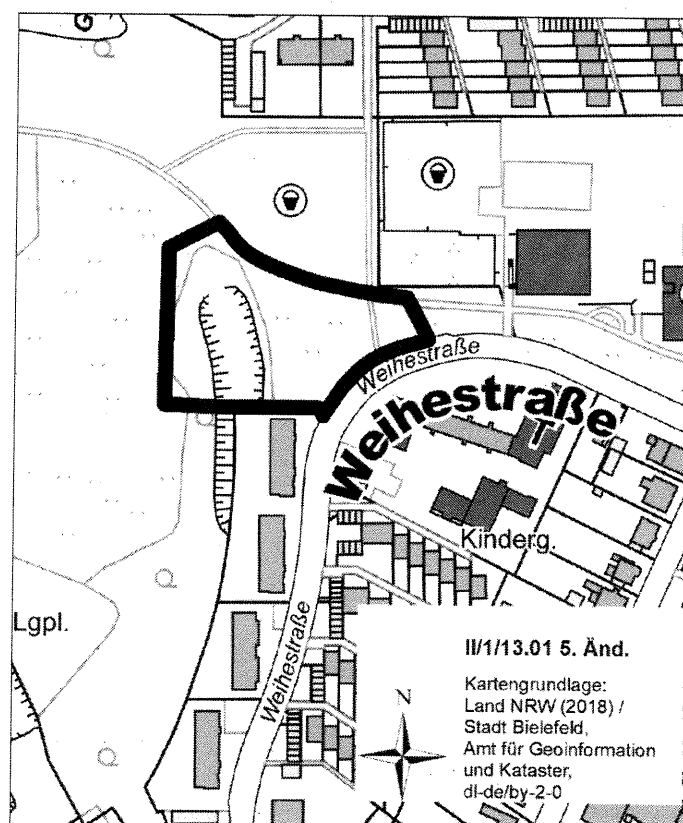 G
Weihestraße
Weihestraße
Kinderg.
Lgpl.
Weihestraße
II/1/13.01 5. Änd.
Kartengrundlage:
Land NRW (2018) /
Stadt Bielefeld,
Amt für Geoinformation
und Kataster,
dl-de/by-2-0
N